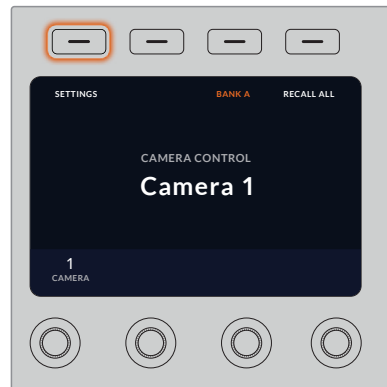 SETTINGS BANK A RECALL ALL
CAMERA CONTROL
Camera 1
1
CAMERA